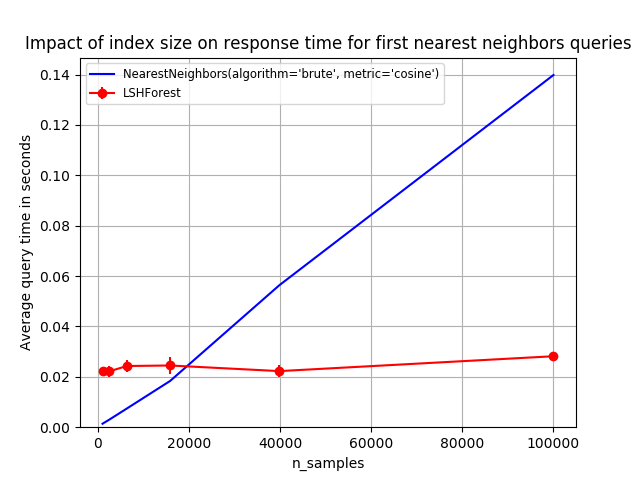 Impact of index size on response time for first nearest neighbors queries
NearestNeighbors(algorithm='brute', metric='cosine')
LSHForest
Average query time in seconds
0.14
0.12
0.10
0.08
0.06
0.04
0.02
0.00
0 20000 40000 60000 80000 100000
n_samples